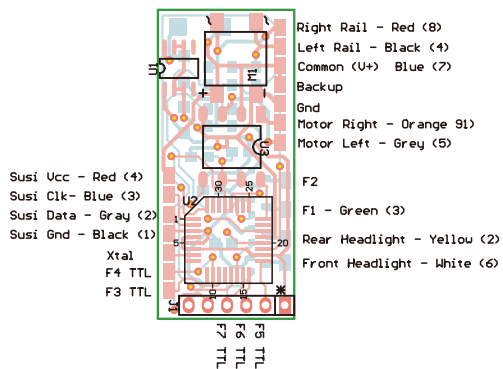 Right Rail - Red (8)
Left Rail - Black (4)
Common (V+)  Blue (7)
Backup
Gnd
Motor Right - Orange 91)
Motor Left - Grey (5)
F2
F1 - Green (3)
Rear Headlight - Yellow (2)
Front Headlight - White (6)
Susi Vcc - Red (4)
Susi Clk- Blue (3)
Susi Data - Gray (2)
Susi Gnd - Black (1)
Xtal
F4 TTL
F3 TTL
U1
~ ~
M1
+ -
U3
U2
30 25
1
5
20
10 15
J1
*
F7 TTL
F6 TTL
F5 TTL